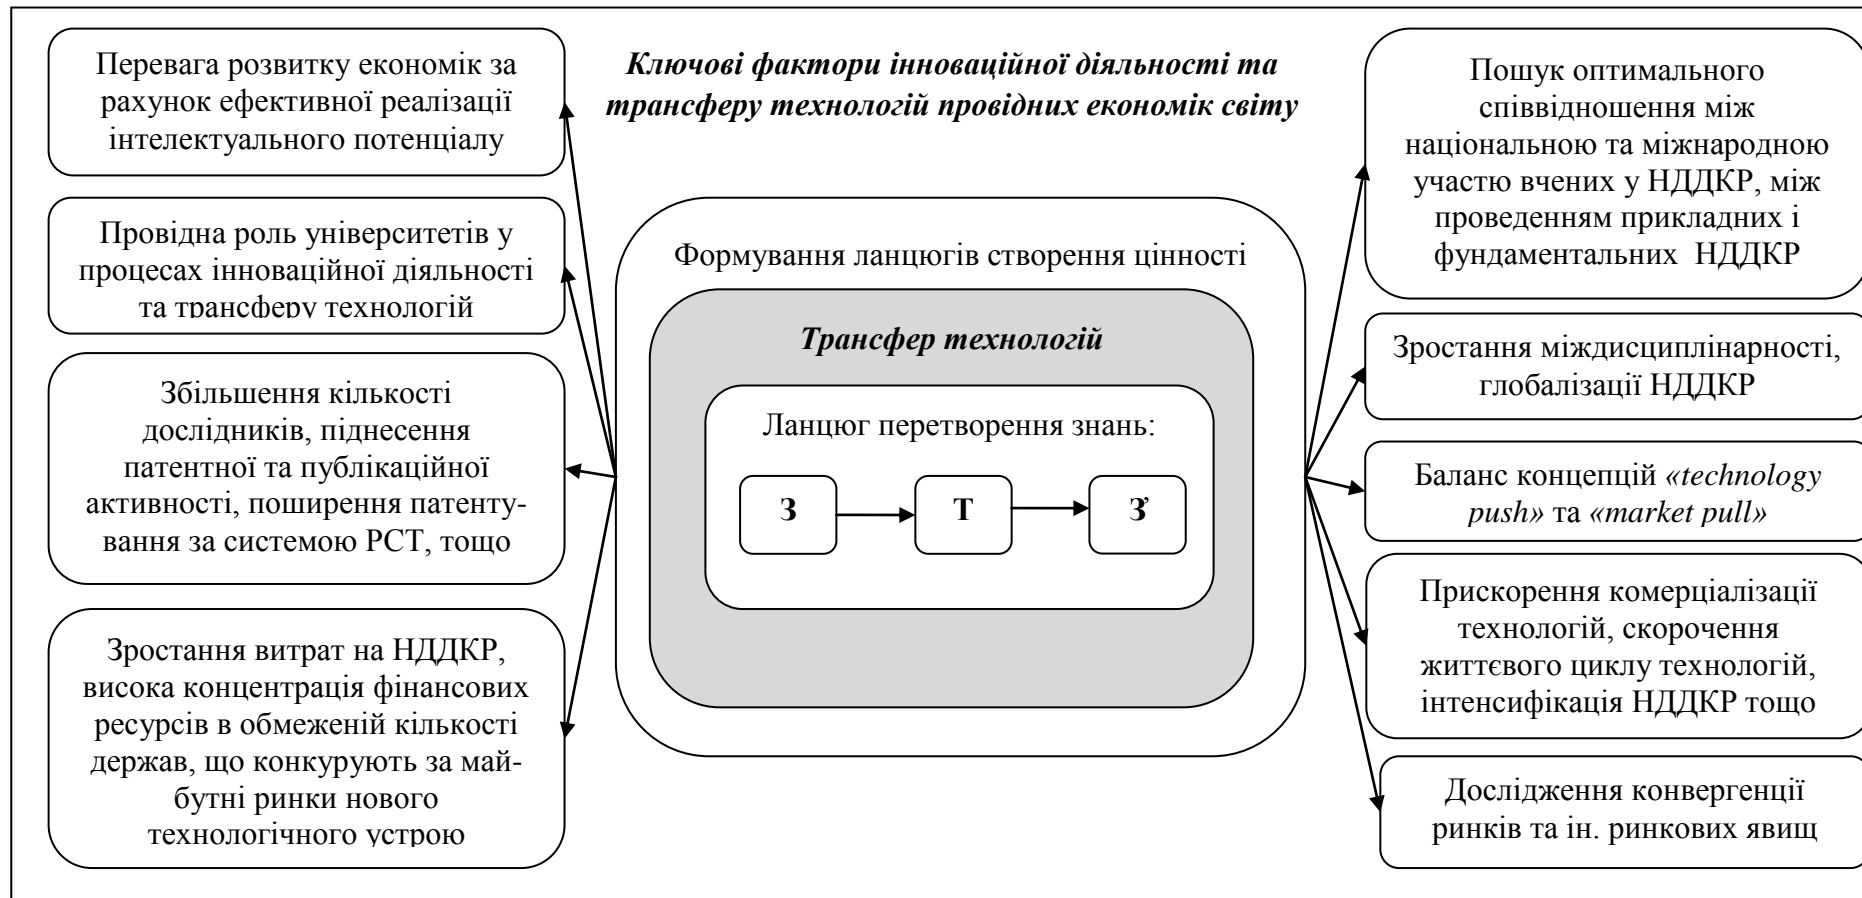 Перевага розвитку економік за
рахунок ефективної реалізації
інтелектуального потенціалу
Провідна роль університетів у
процесах інноваційної діяльності
та трансферу технологій
Збільшення кількості
дослідників, піднесення
патентної та публікаційної
активності, поширення патенту-
вання за системою РСТ, тощо
Зростання витрат на НДДКР,
висока концентрація фінансових
ресурсів в обмеженій кількості
держав, що конкурують за май-
бутні ринки нового
технологічного устрою
Ключові фактори інноваційної діяльності та
трансферу технологій провідних економік світу
Формування ланцюгів створення цінності
Трансфер технологій
Ланцюг перетворення знань:
З Т З’
Пошук оптимального
співвідношення між
національною та міжнародною
участю вчених у НДДКР, між
проведенням прикладних і
фундаментальних НДДКР
Зростання міждисциплінарності,
глобалізації НДДКР
Баланс концепцій «technology
push» та «market pull»
Прискорення комерціалізації
технологій, скорочення
життєвого циклу технологій,
інтенсифікація НДДКР тощо
Дослідження конвергенції
ринків та ін. ринкових явищ